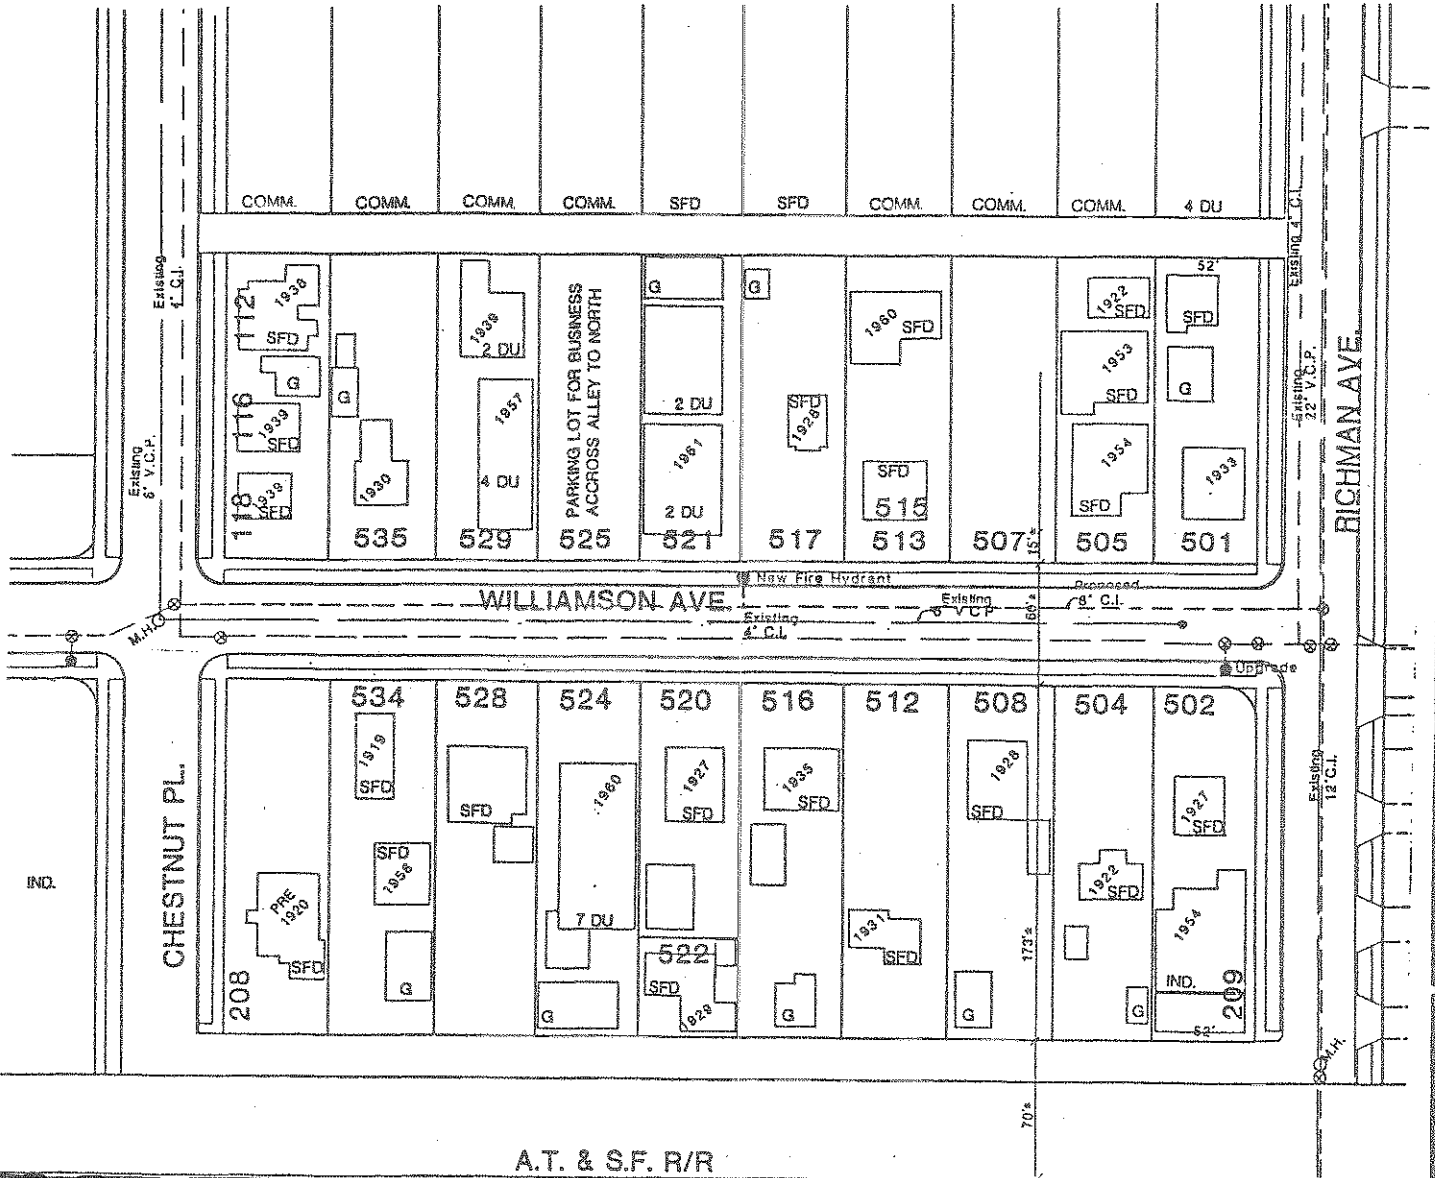 COMM.
COMM.
COMM.
COMM.
SFD
SFD
COMM.
COMM.
COMM.
4 DU
Existing
4" C.I.
Existing 4" C.I.
112
1938
SFD
G
116
1939
SFD
118
1939
SFD
G
1930
535
1939
2 DU
1957
4 DU
529
PARKING LOT FOR BUSINESS
ACCROSS ALLEY TO NORTH
525
G
2 DU
1961
2 DU
521
G
SFD
1928
517
1960
SFD
SFD
515
513
507
15'±
1922
SFD
1953
SFD
1954
SFD
505
52'
SFD
G
1933
501
Existing
6" V.C.P.
Existing
22" V.C.P.
RICHMAN AVE.
New Fire Hydrant
WILLIAMSON AVE.
Existing
4" C.I.
Existing
6" V.C.P
60'±
Proposed
8" C.I.
M.H.
Upgrade
534
528
524
520
516
512
508
504
502
1919
SFD
SFD
1958
G
SFD
1960
7 DU
G
1927
SFD
522
SFD
1929
1935
SFD
G
1931
SFD
1928
SFD
G
173'±
1922
SFD
G
1927
SFD
1954
IND.
209
52'
Existing
12" C.I.
CHESTNUT PL.
IND.
PRE
1920
SFD
208
M.H.
70'±
A.T. & S.F. R/R